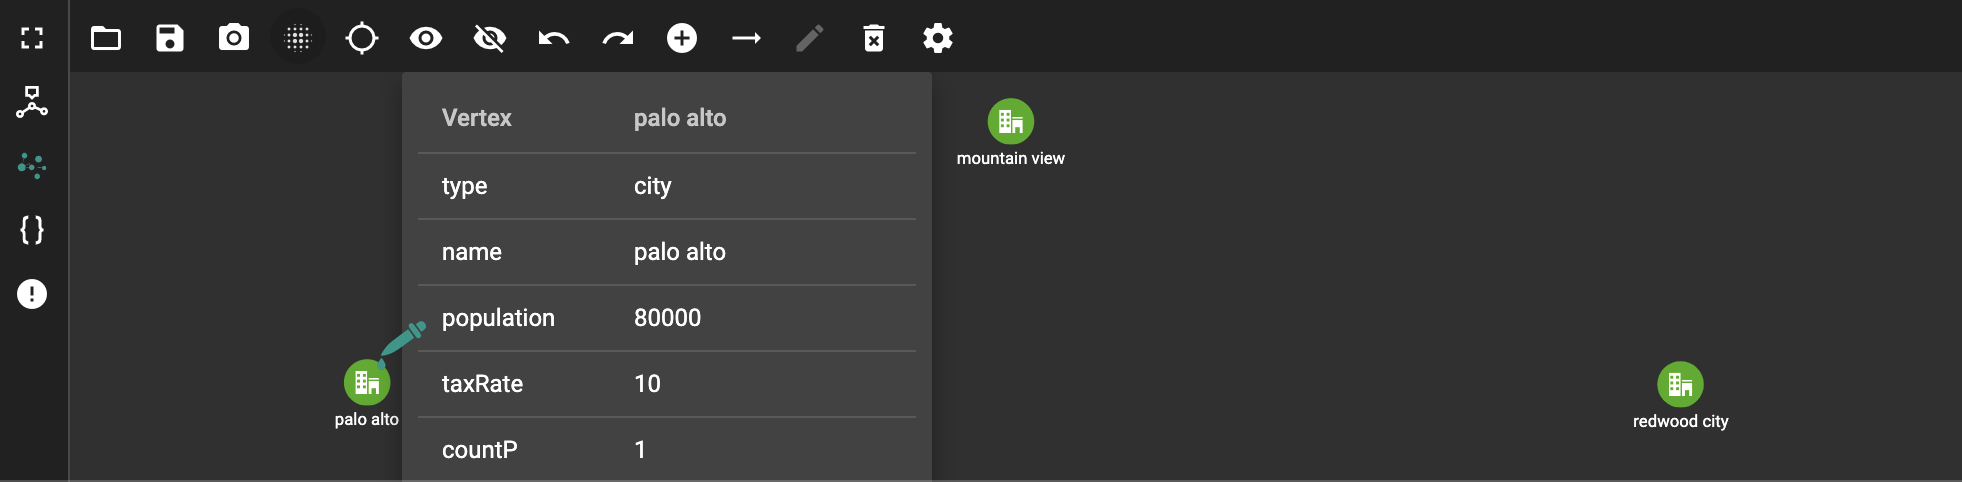 Vertex palo alto
type city
name palo alto
population 80000
taxRate 10
countP 1
mountain view
palo alto
redwood city